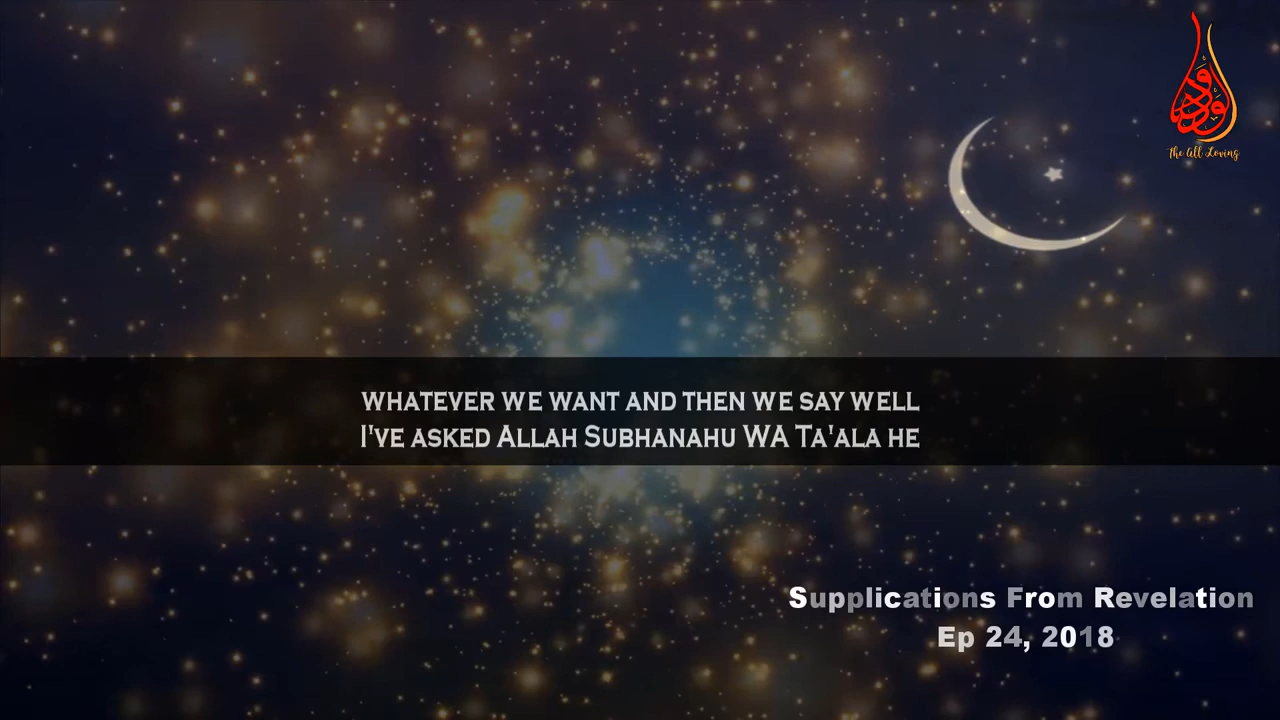 ودود
The All Loving
WHATEVER WE WANT AND THEN WE SAY WELL
I'VE ASKED ALLAH SUBHANAHU WA TA'ALA HE
Supplications From Revelation
Ep 24, 2018